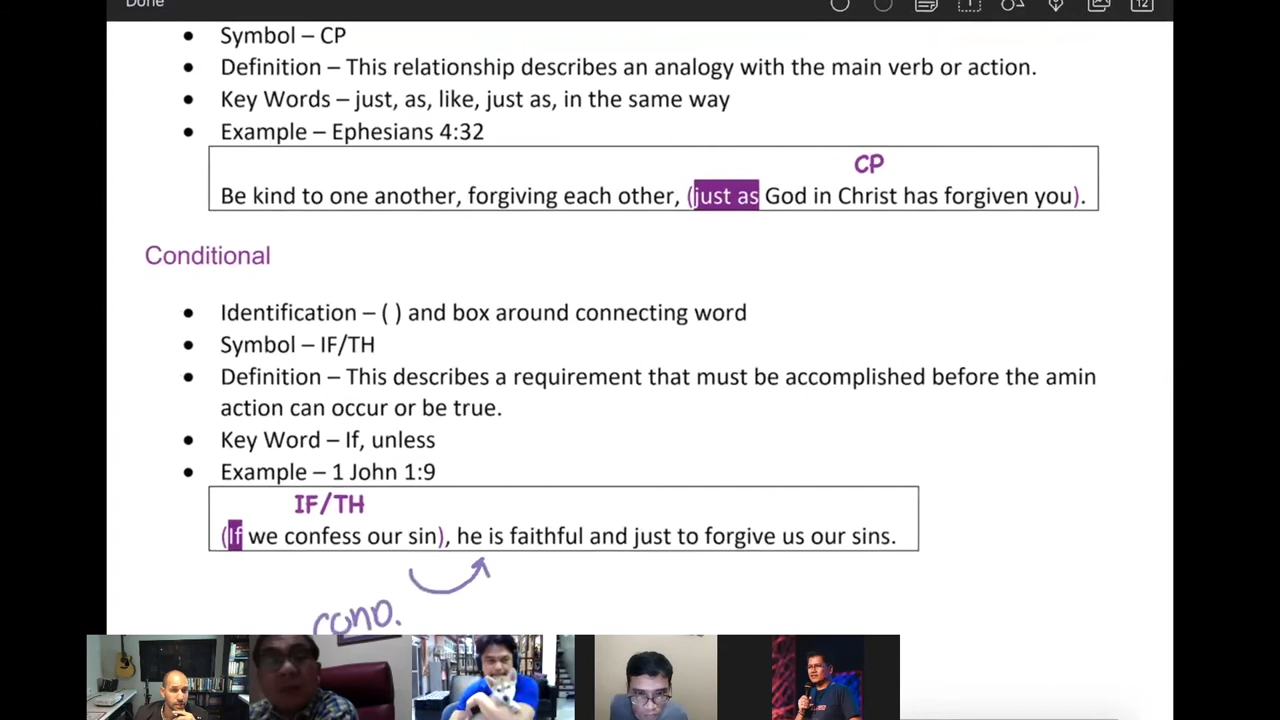 Done
12
Symbol – CP
Definition – This relationship describes an analogy with the main verb or action.
Key Words – just, as, like, just as, in the same way
Example – Ephesians 4:32
CP
Be kind to one another, forgiving each other, (just as God in Christ has forgiven you).
Conditional
Identification – ( ) and box around connecting word
Symbol – IF/TH
Definition – This describes a requirement that must be accomplished before the amin
action can occur or be true.
Key Word – If, unless
Example – 1 John 1:9
IF/TH
(If we confess our sin), he is faithful and just to forgive us our sins.
COND.